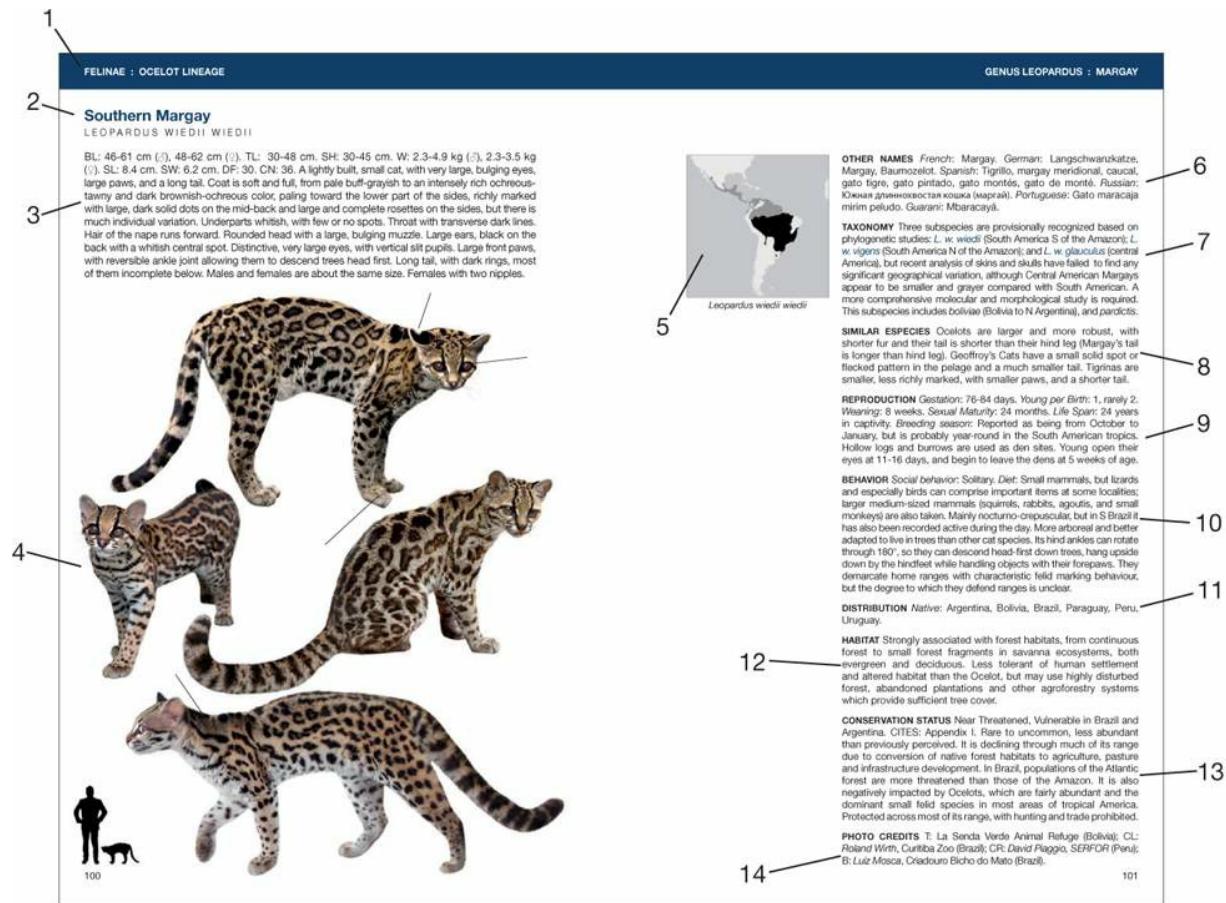 1
FELINAE : OCELOT LINEAGE
GENUS LEOPARDUS : MARGAY
2
Southern Margay
LEOPARDUS WIEDII WIEDII
BL: 46-61 cm (♂), 48-62 cm (♀). TL: 30-48 cm. SH: 30-45 cm. W: 2.3-4.9 kg (♂), 2.3-3.5 kg
(♀). SL: 8.4 cm. SW: 6.2 cm. DF: 30. CN: 36. A lightly built, small cat, with very large, bulging eyes,
large paws, and a long tail. Coat is soft and full, from pale buff-grayish to an intensely rich ochreous-
tawny and dark brownish-ochreous color, paling toward the lower part of the sides, richly marked
3
with large, dark solid dots on the mid-back and large and complete rosettes on the sides, but there is
much individual variation. Underparts whitish, with few or no spots. Throat with transverse dark lines.
Hair of the nape runs forward. Rounded head with a large, bulging muzzle. Large ears, black on the
back with a whitish central spot. Distinctive, very large eyes, with vertical slit pupils. Large front paws,
with reversible ankle joint allowing them to descend trees head first. Long tail, with dark rings, most
of them incomplete below. Males and females are about the same size. Females with two nipples.
4
100
5
Leopardus wiedii wiedii
OTHER NAMES French: Margay. German: Langschwanzkatze,
Margay, Baumozelot. Spanish: Tigrillo, margay meridional, caucal,
gato tigre, gato pintado, gato montés, gato de monté. Russian:
6
Южная длиннохвостая кошка (маргай). Portuguese: Gato maracaja
mirim peludo. Guarani: Mbaracayá.
TAXONOMY Three subspecies are provisionally recognized based on
phylogenetic studies: L. w. wiedii (South America S of the Amazon); L.
7
w. vigens (South America N of the Amazon); and L. w. glauculus (central
America), but recent analysis of skins and skulls have failed to find any
significant geographical variation, although Central American Margays
appear to be smaller and grayer compared with South American. A
more comprehensive molecular and morphological study is required.
This subspecies includes boliviae (Bolivia to N Argentina), and pardictis.
SIMILAR ESPECIES Ocelots are larger and more robust, with
shorter fur and their tail is shorter than their hind leg (Margay's tail
is longer than hind leg). Geoffroy's Cats have a small solid spot or
8
flecked pattern in the pelage and a much smaller tail. Tigrinas are
smaller, less richly marked, with smaller paws, and a shorter tail.
REPRODUCTION Gestation: 76-84 days. Young per Birth: 1, rarely 2.
Weaning: 8 weeks. Sexual Maturity: 24 months. Life Span: 24 years
in captivity. Breeding season: Reported as being from October to
9
January, but is probably year-round in the South American tropics.
Hollow logs and burrows are used as den sites. Young open their
eyes at 11-16 days, and begin to leave the dens at 5 weeks of age.
BEHAVIOR Social behavior: Solitary. Diet: Small mammals, but lizards
and especially birds can comprise important items at some localities;
larger medium-sized mammals (squirrels, rabbits, agoutis, and small
monkeys) are also taken. Mainly nocturno-crepuscular, but in S Brazil it
10
has also been recorded active during the day. More arboreal and better
adapted to live in trees than other cat species. Its hind ankles can rotate
through 180°, so they can descend head-first down trees, hang upside
down by the hindfeet while handling objects with their forepaws. They
demarcate home ranges with characteristic felid marking behaviour,
but the degree to which they defend ranges is unclear.
11
DISTRIBUTION Native: Argentina, Bolivia, Brazil, Paraguay, Peru,
Uruguay.
HABITAT Strongly associated with forest habitats, from continuous
forest to small forest fragments in savanna ecosystems, both
12
evergreen and deciduous. Less tolerant of human settlement
and altered habitat than the Ocelot, but may use highly disturbed
forest, abandoned plantations and other agroforestry systems
which provide sufficient tree cover.
CONSERVATION STATUS Near Threatened, Vulnerable in Brazil and
Argentina. CITES: Appendix I. Rare to uncommon, less abundant
than previously perceived. It is declining through much of its range
due to conversion of native forest habitats to agriculture, pasture
and infrastructure development. In Brazil, populations of the Atlantic
forest are more threatened than those of the Amazon. It is also
13
negatively impacted by Ocelots, which are fairly abundant and the
dominant small felid species in most areas of tropical America.
Protected across most of its range, with hunting and trade prohibited.
PHOTO CREDITS T: La Senda Verde Animal Refuge (Bolivia); CL:
Roland Wirth, Curitiba Zoo (Brazil); CR: David Piaggio, SERFOR (Peru);
14
B: Luiz Mosca, Criadouro Bicho do Mato (Brazil).
101